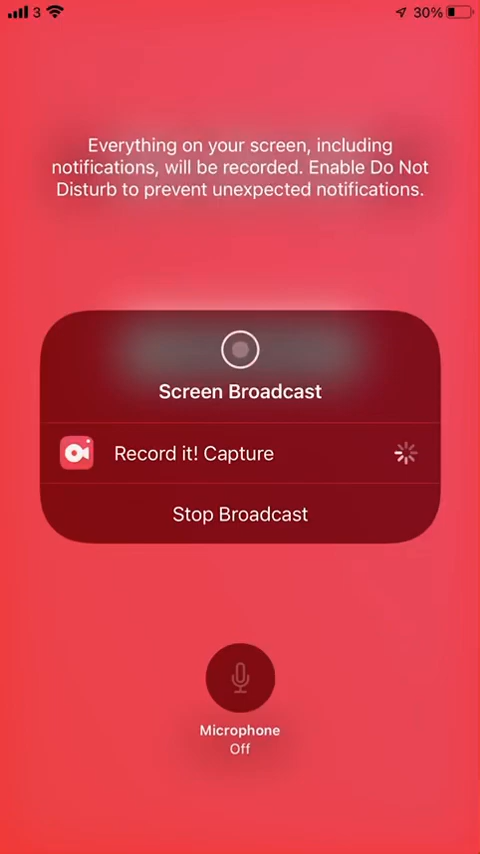 3 30%
Everything on your screen, including
notifications, will be recorded. Enable Do Not
Disturb to prevent unexpected notifications.
Screen Broadcast
Record it! Capture
Stop Broadcast
Microphone
Off